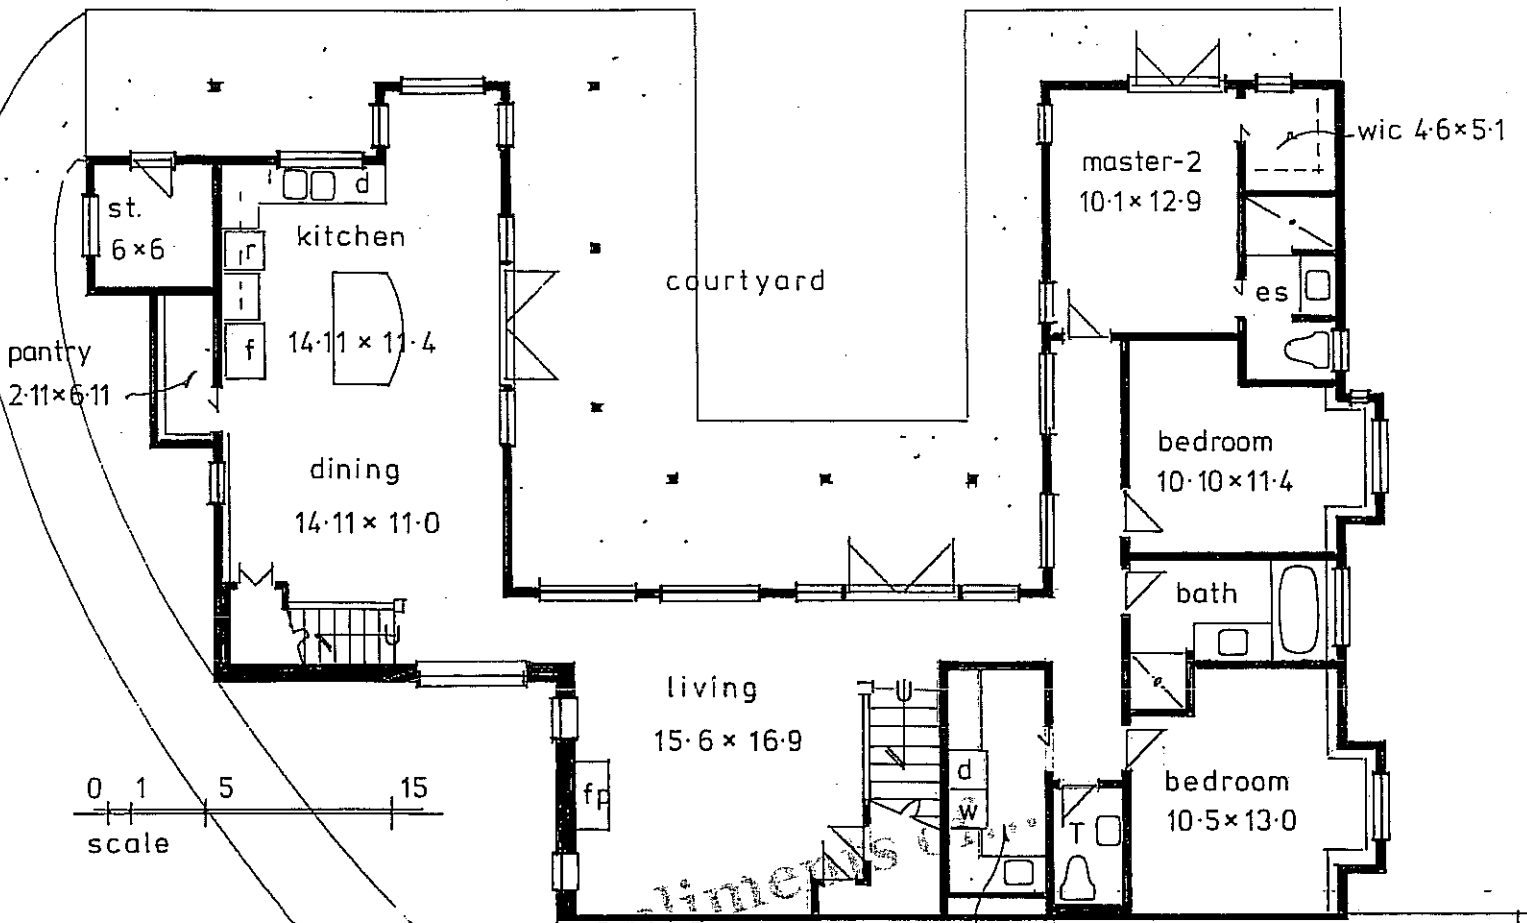 wic 4·6×5·1
master-2
10·1×12·9
st.
6×6
d
kitchen
r
courtyard
es
14·11 × 11·4
f
pantry
2·11×6·11
dining
14·11 × 11·0
bedroom
10·10×11·4
bath
living
15·6 × 16·9
U
U
0 1 5 15
scale
fp
d
w
T
bedroom
10·5×13·0